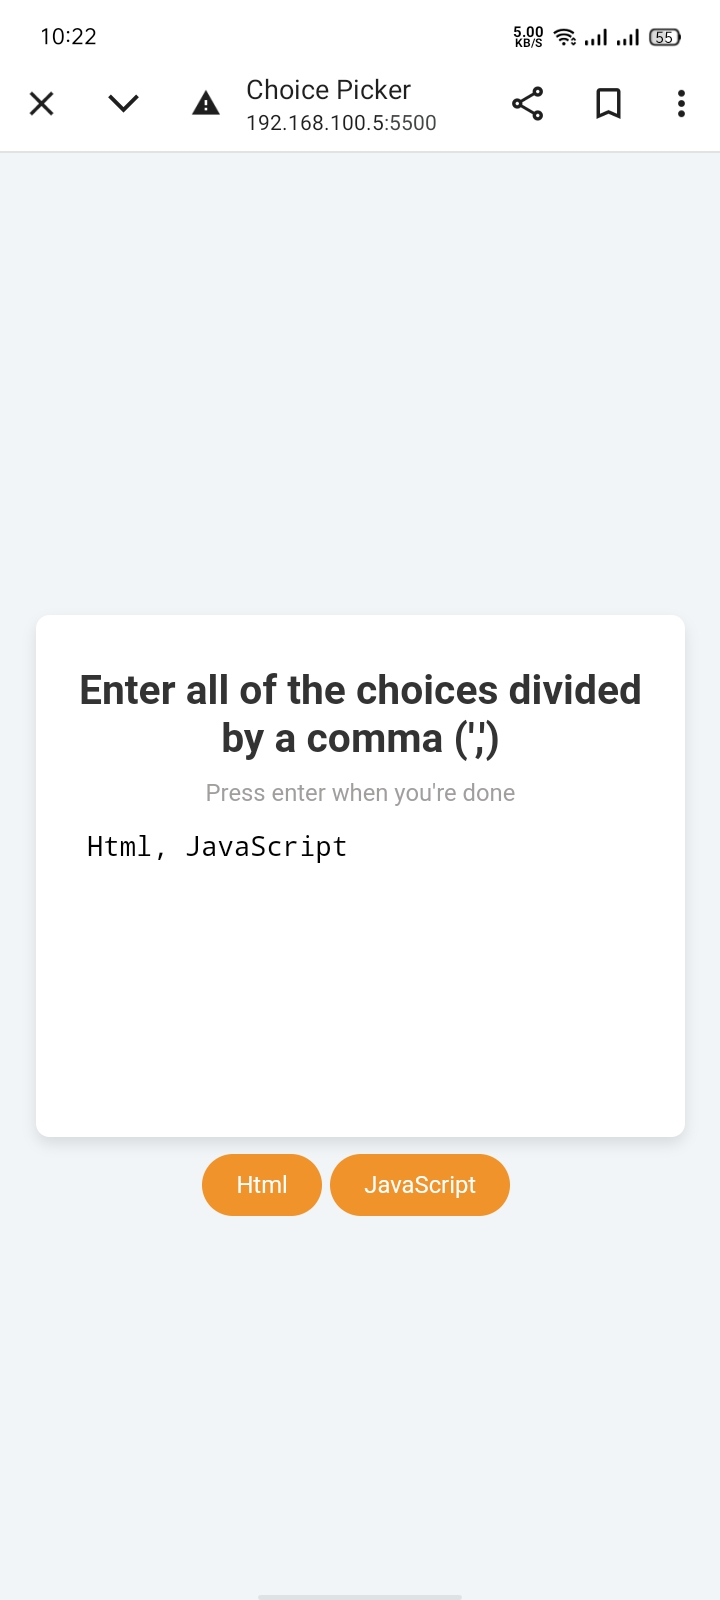 10:22
5.00 KB/S
55
Choice Picker
192.168.100.5:5500
Enter all of the choices divided
by a comma (',')
Press enter when you're done
Html, JavaScript
Html JavaScript